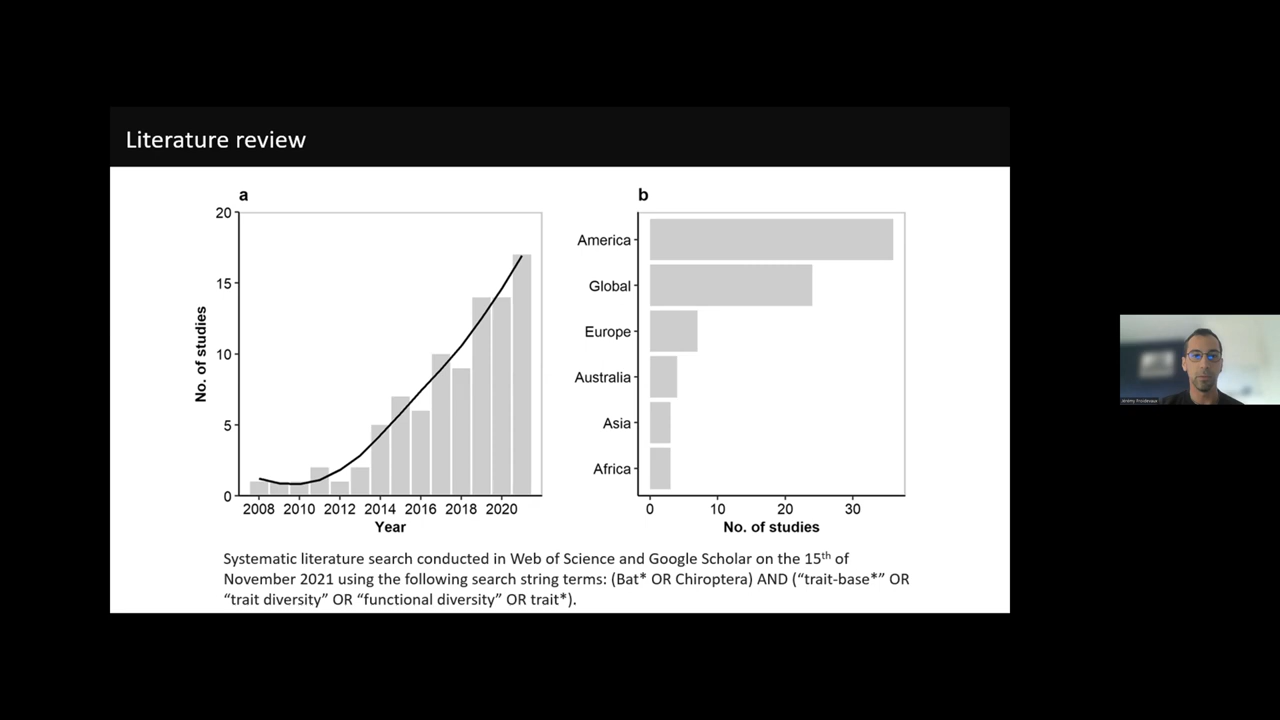 Literature review
a
20
15
10
5
0
No. of studies
2008 2010 2012 2014 2016 2018 2020
Year
b
America
Global
Europe
Australia
Asia
Africa
0 10 20 30
No. of studies
Systematic literature search conducted in Web of Science and Google Scholar on the 15th of
November 2021 using the following search string terms: (Bat* OR Chiroptera) AND (“trait-base*” OR
“trait diversity” OR “functional diversity” OR trait*).